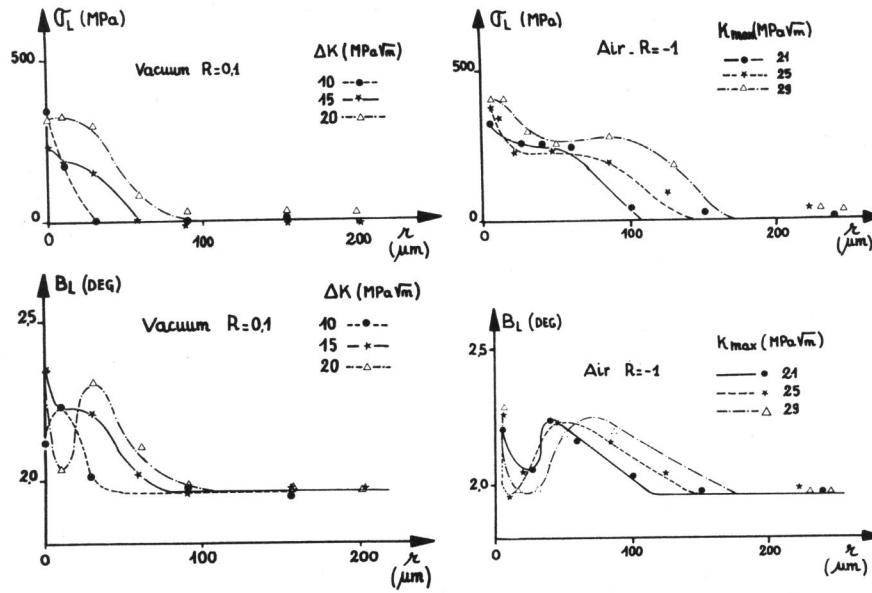 σL (MPa)
500
0
Vacuum R=0,1
ΔK (MPa√m)
10
15
20
0
100
200
r
(μm)
σL (MPa)
500
0
Air - R=-1
Kmax (MPa√m)
21
25
29
0
100
200
r
(μm)
BL (DEG)
2,5
2,0
Vacuum R=0,1
ΔK (MPa√m)
10
15
20
0
100
200
r
(μm)
BL (DEG)
2,5
2,0
Air R=-1
Kmax (MPa√m)
21
25
29
0
100
200
r
(μm)